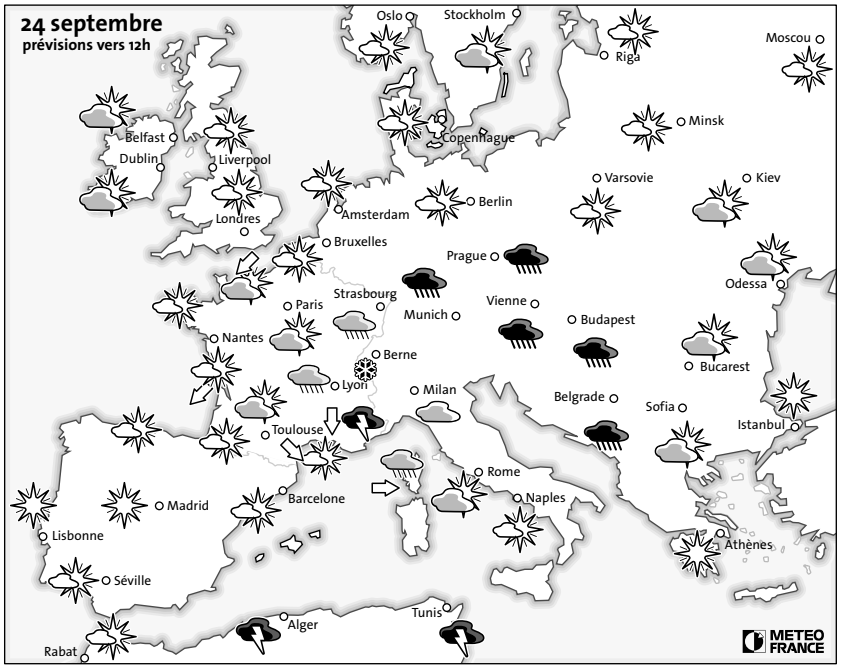 24 septembre
prévisions vers 12h
Oslo
Stockholm
Moscou
Riga
Minsk
Belfast
Copenhague
Dublin
Liverpool
Varsovie
Kiev
Berlin
Amsterdam
Londres
Bruxelles
Prague
Odessa
Strasbourg
Paris
Vienne
Munich
Budapest
Nantes
Berne
Bucarest
Lyon
Milan
Belgrade
Sofia
Toulouse
Istanbul
Rome
Barcelone
Naples
Madrid
Lisbonne
Athènes
Séville
Tunis
Alger
Rabat
METEO
FRANCE